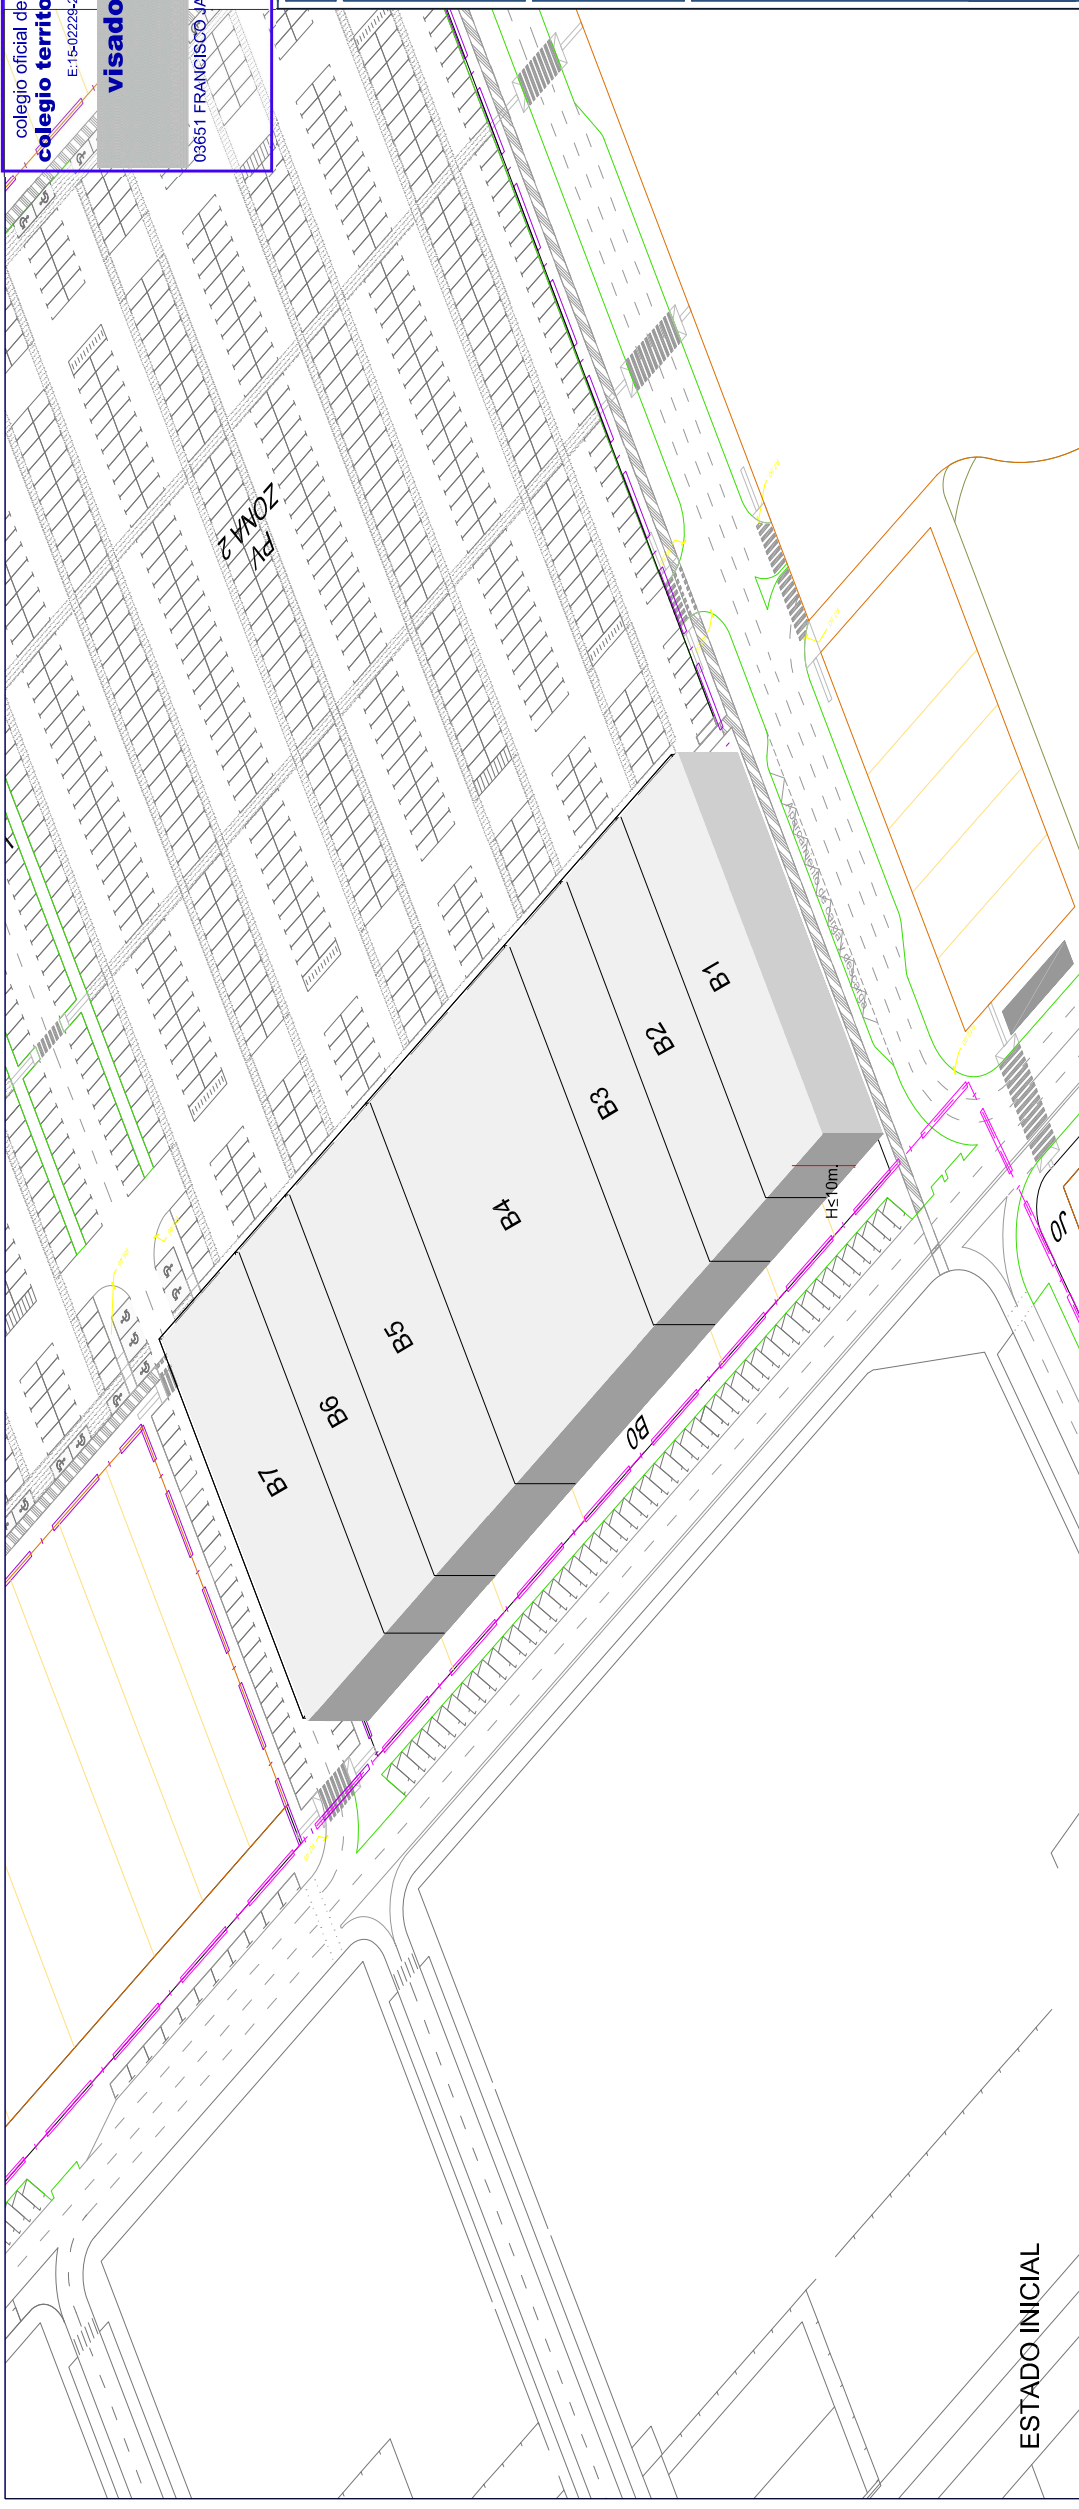 colegio oficial de
colegio territo
E:15-02229-2
visado
03651 FRANCISCO JA
PV
ZONA 2
B1
B2
B3
B4
B5
B6
B7
B0
H≤10m.
J0
ESTADO INICIAL